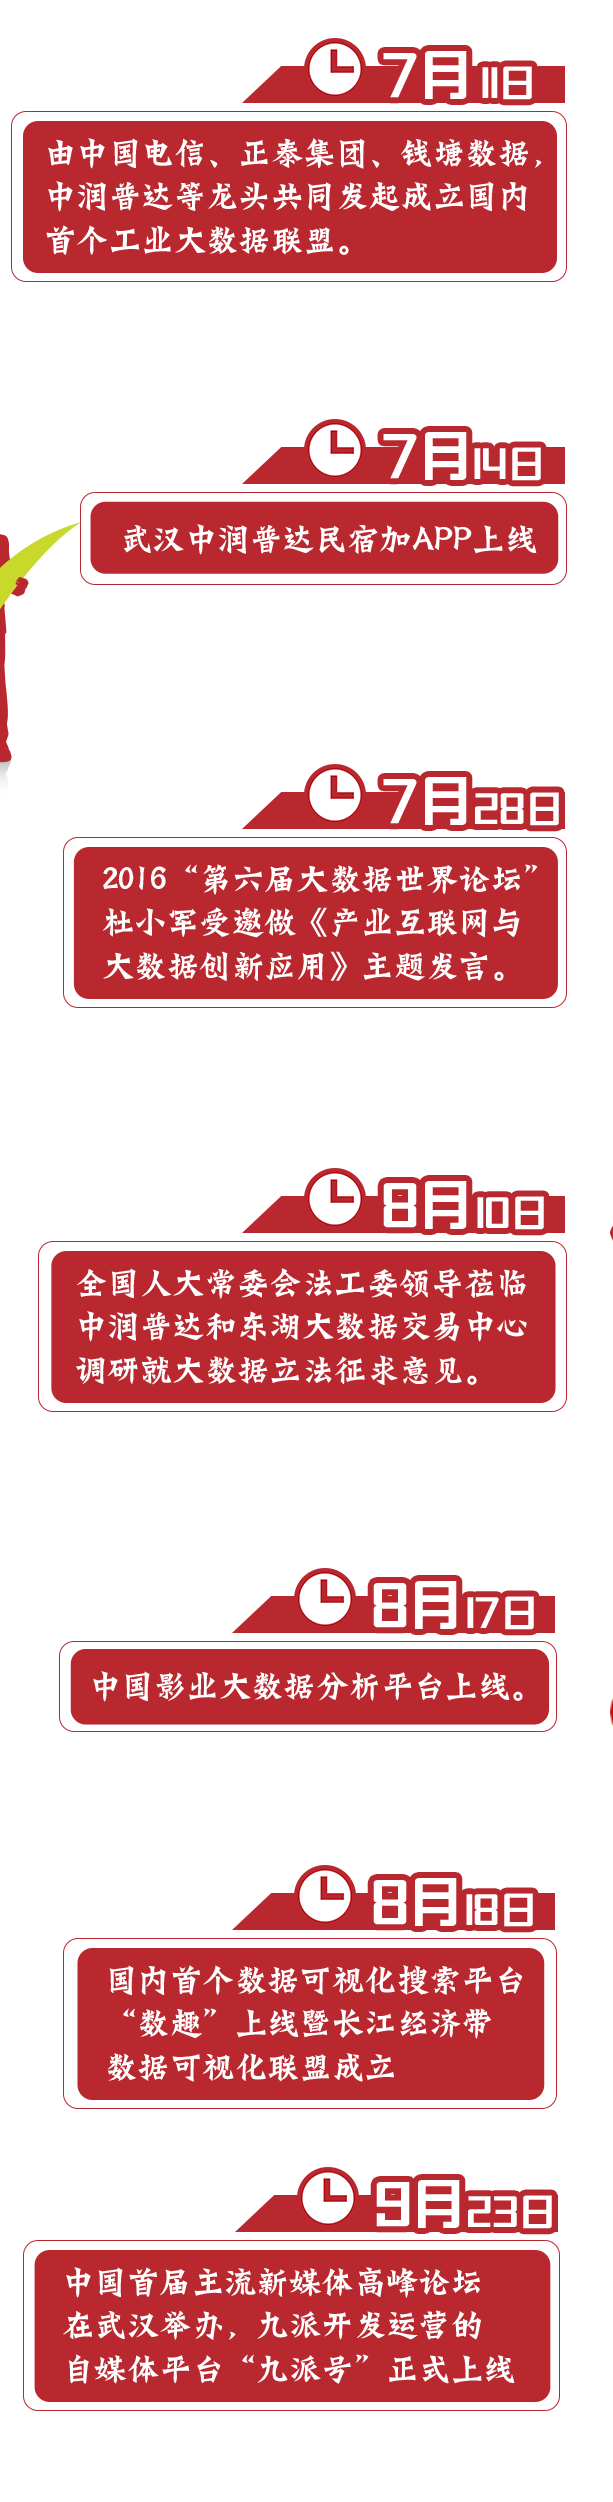 7月11日
由中国电信、正泰集团、钱塘数据，
中润普达等龙头共同发起成立国内
首个工业大数据联盟。
7月14日
武汉中润普达民宿加APP上线
7月28日
2016“第六届大数据世界论坛”
杜小军受邀做《产业互联网与
大数据创新应用》主题发言。
8月10日
全国人大常委会法工委领导莅临
中润普达和东湖大数据交易中心
调研就大数据立法征求意见。
8月17日
中国影业大数据分析平台上线。
8月18日
国内首个数据可视化搜索平台
“数趣”上线暨长江经济带
数据可视化联盟成立
9月23日
中国首届主流新媒体高峰论坛
在武汉举办，九派开发运营的
自媒体平台“九派号”正式上线